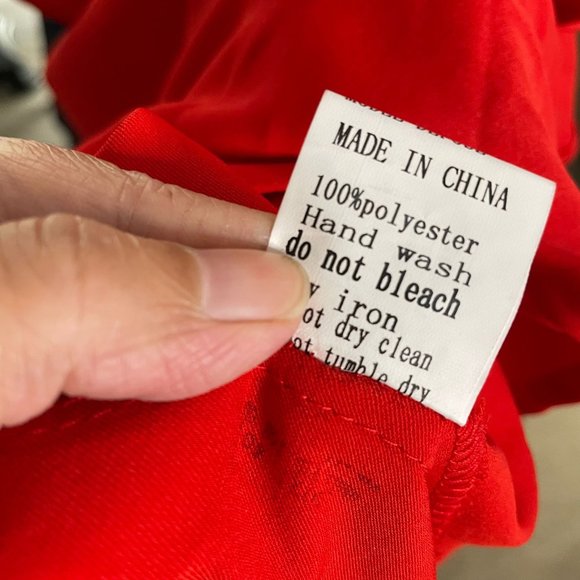 MADE IN CHINA
100%polyester
Hand wash
do not bleach
iron
dry clean
tumble dry